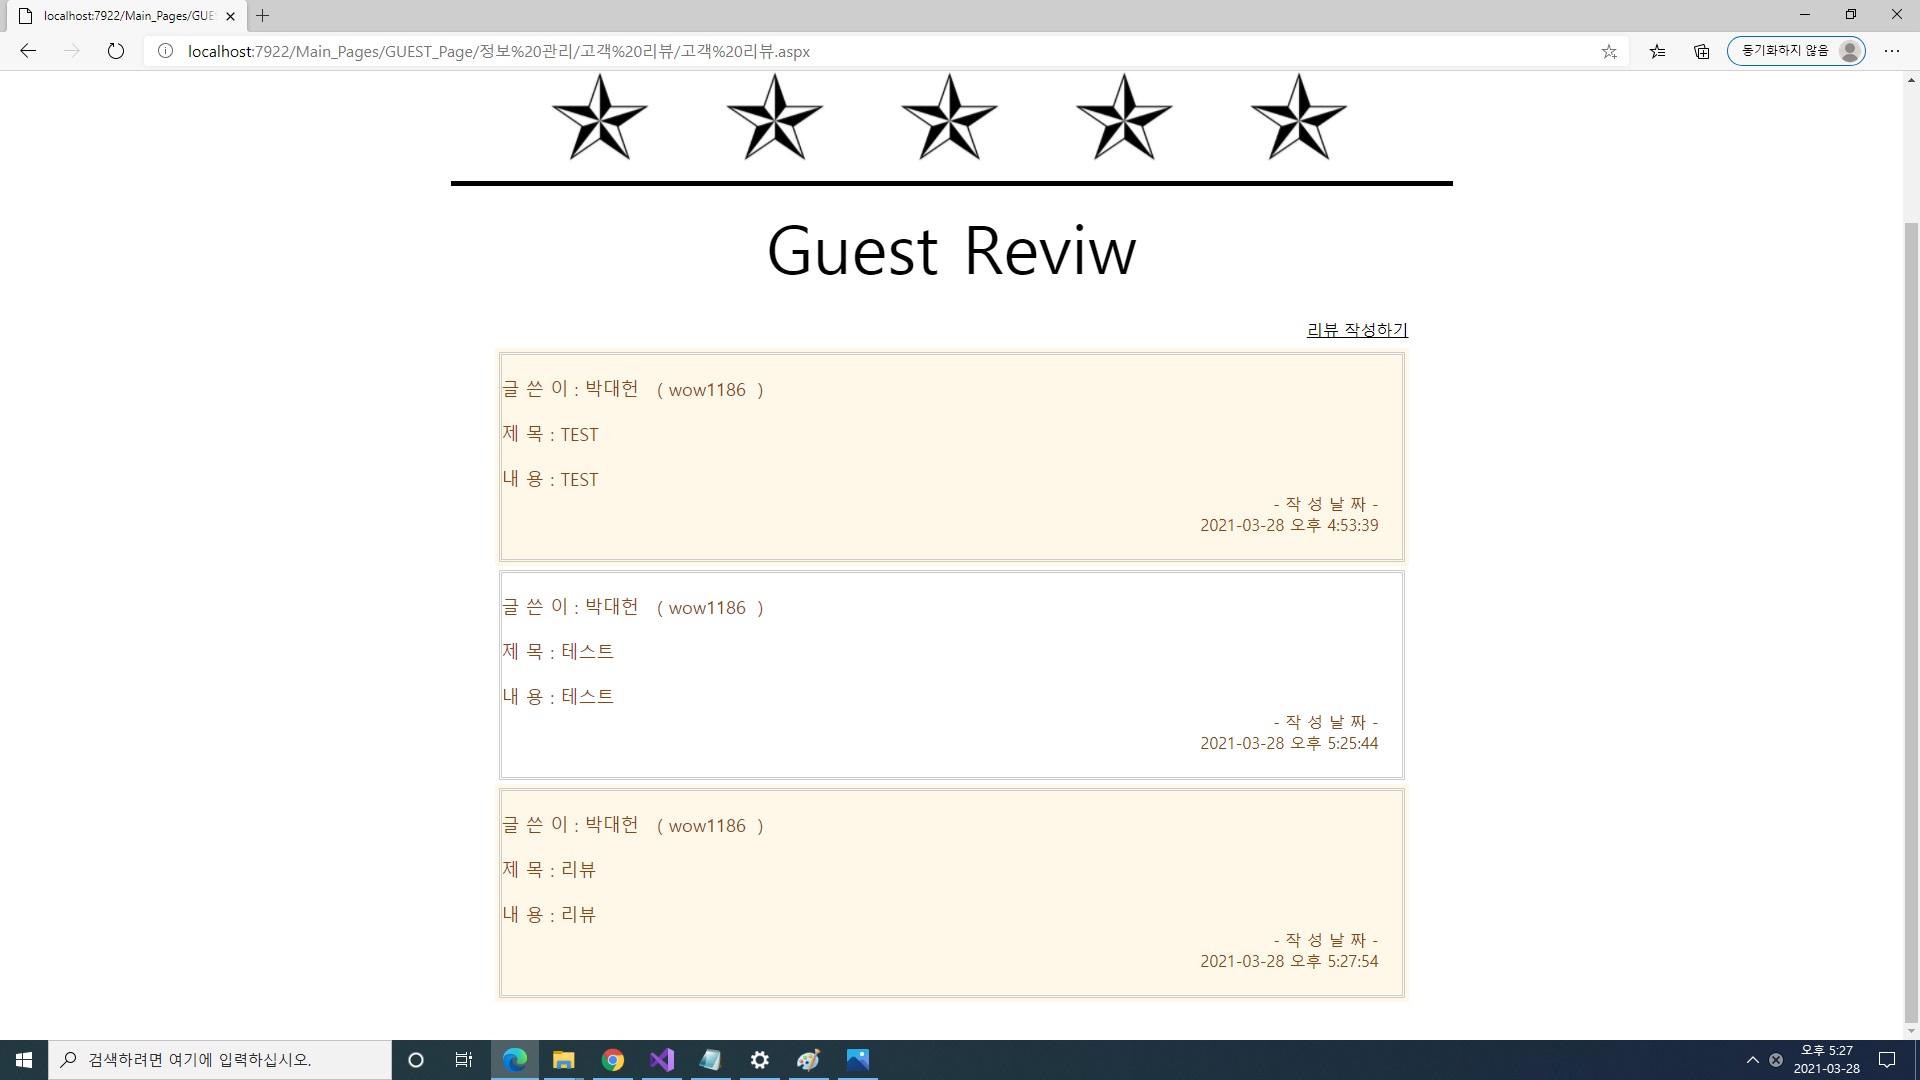 localhost:7922/Main_Pages/GUE
localhost:7922/Main_Pages/GUEST_Page/정보%20관리/고객%20리뷰/고객%20리뷰.aspx
동기화하지 않음
Guest Reviw
리뷰 작성하기
글 쓴 이 : 박대헌 ( wow1186 )
제 목 : TEST
내 용 : TEST
- 작 성 날 짜 -
2021-03-28 오후 4:53:39
글 쓴 이 : 박대헌 ( wow1186 )
제 목 : 테스트
내 용 : 테스트
- 작 성 날 짜 -
2021-03-28 오후 5:25:44
글 쓴 이 : 박대헌 ( wow1186 )
제 목 : 리뷰
내 용 : 리뷰
- 작 성 날 짜 -
2021-03-28 오후 5:27:54
검색하려면 여기에 입력하십시오.
오후 5:27
2021-03-28